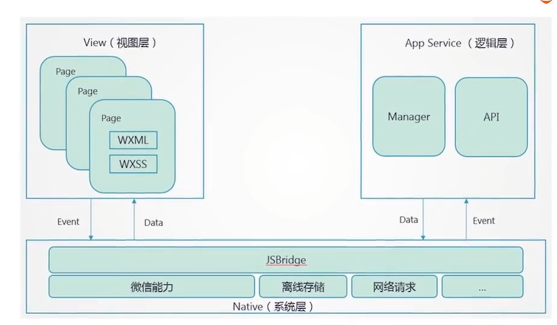 View（视图层）
Page
Page
Page
WXML
WXSS
App Service （逻辑层）
Manager
API
Event
Data
Data
Event
JSBridge
微信能力
离线存储
网络请求
...
Native（系统层）